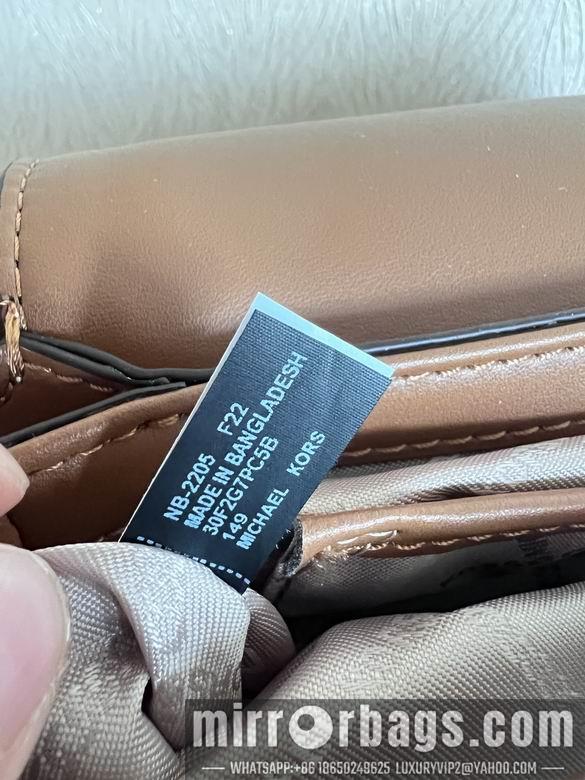 NB-2205 F22
MADE IN BANGLADESH
30F2G7PC5B
149
MICHAEL KORS
mirrorbags.com
WHATSAPP:+86 18650249625 LUXURYVIP2@YAHOO.COM